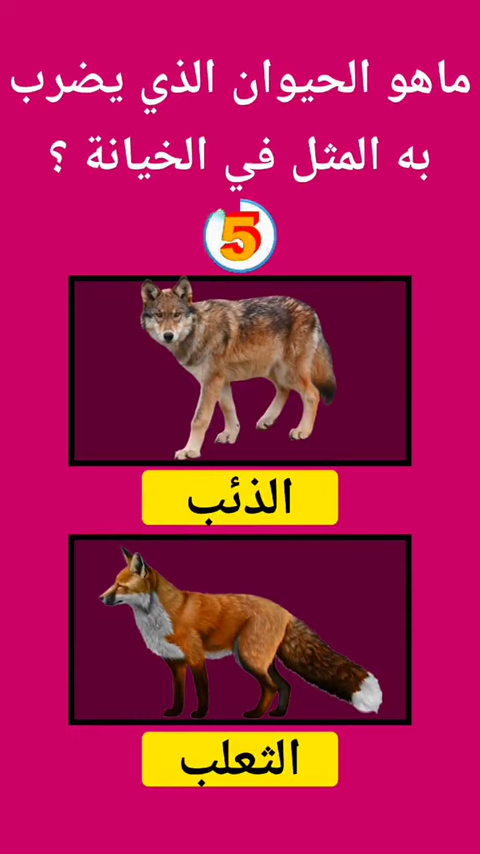 ماهو الحيوان الذي يضرب
به المثل في الخيانة ؟
5
الذئب
الثعلب